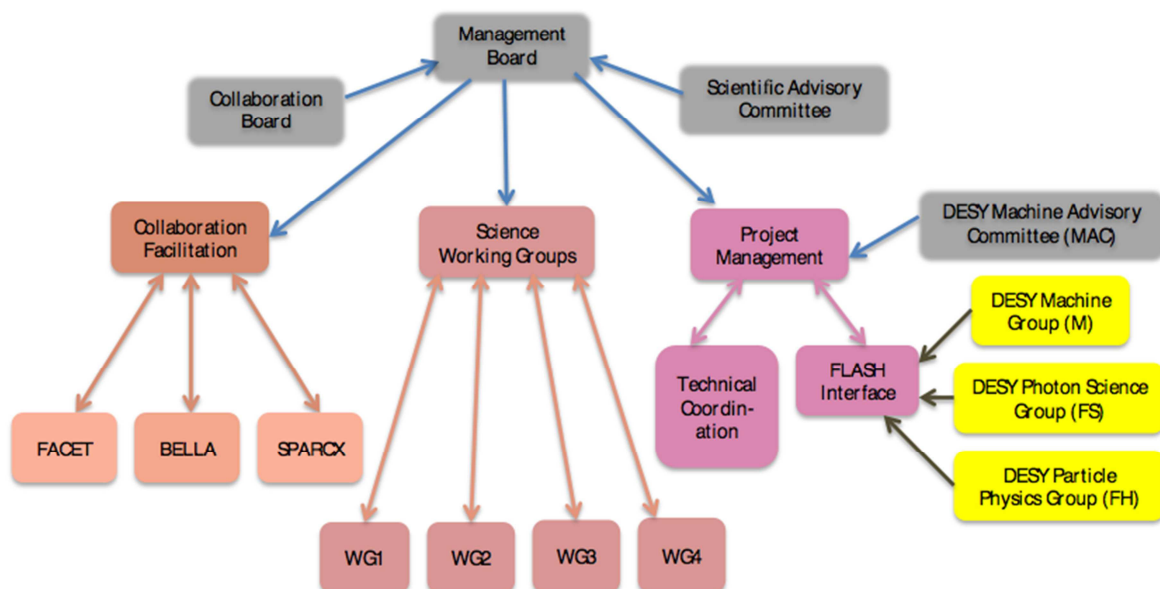 Management
Board
Collaboration
Board
Scientific Advisory
Committee
Collaboration
Facilitation
Science
Working Groups
Project
Management
DESY Machine Advisory
Committee (MAC)
DESY Machine
Group (M)
Technical
Coordin-
ation
FLASH
Interface
DESY Photon Science
Group (FS)
FACET
BELLA
SPARCX
DESY Particle
Physics Group (FH)
WG1
WG2
WG3
WG4